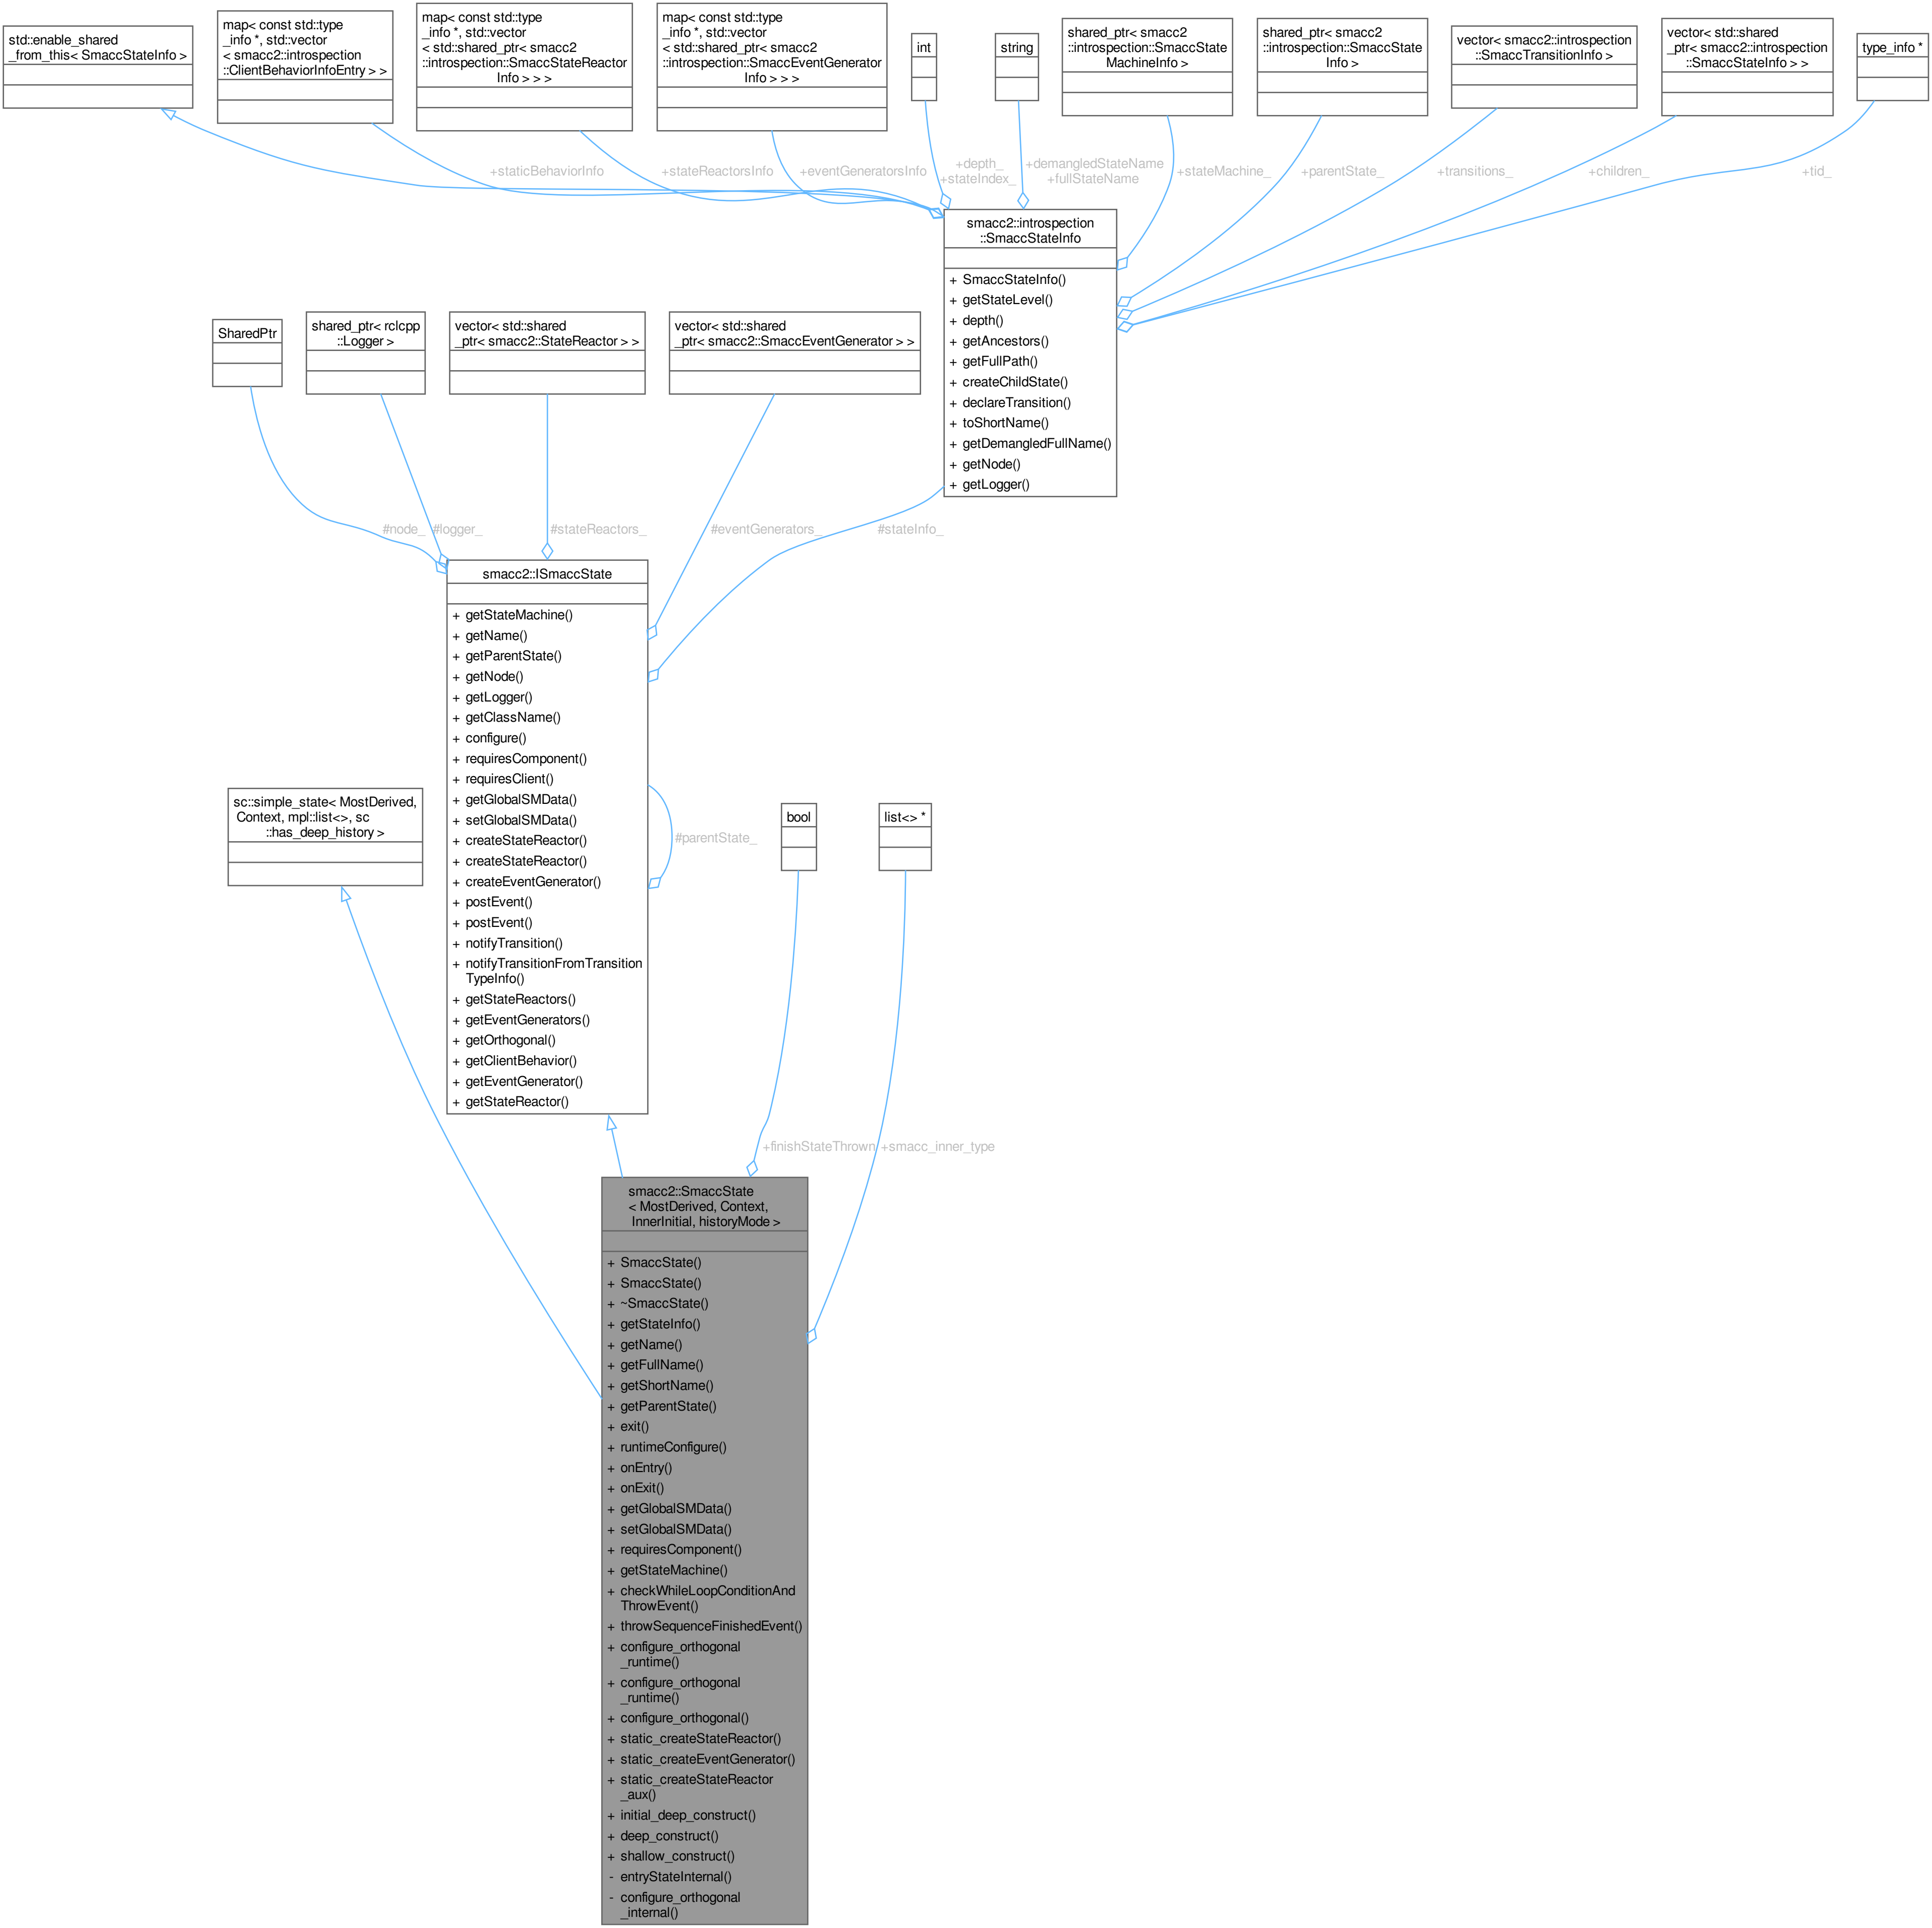 std::enable_shared
_from_this< SmaccStateInfo >
map< const std::type
_info *, std::vector
< smacc2::introspection
::ClientBehaviorInfoEntry > >
map< const std::type
_info *, std::vector
< std::shared_ptr< smacc2
::introspection::SmaccStateReactor
Info > > >
map< const std::type
_info *, std::vector
< std::shared_ptr< smacc2
::introspection::SmaccEventGenerator
Info > > >
int
string
shared_ptr< smacc2
::introspection::SmaccState
MachineInfo >
shared_ptr< smacc2
::introspection::SmaccState
Info >
vector< smacc2::introspection
::SmaccTransitionInfo >
vector< std::shared
_ptr< smacc2::introspection
::SmaccStateInfo > >
type_info *
+staticBehaviorInfo
+stateReactorsInfo
+eventGeneratorsInfo
+depth_
+stateIndex_
+demangledStateName
+fullStateName
+stateMachine_
+parentState_
+transitions_
+children_
+tid_
smacc2::introspection
::SmaccStateInfo
+ SmaccStateInfo()
+ getStateLevel()
+ depth()
+ getAncestors()
+ getFullPath()
+ createChildState()
+ declareTransition()
+ toShortName()
+ getDemangledFullName()
+ getNode()
+ getLogger()
SharedPtr
shared_ptr< rclcpp
::Logger >
vector< std::shared
_ptr< smacc2::StateReactor > >
vector< std::shared
_ptr< smacc2::SmaccEventGenerator > >
#node_
#logger_
#stateReactors_
#eventGenerators_
#stateInfo_
smacc2::ISmaccState
+ getStateMachine()
+ getName()
+ getParentState()
+ getNode()
+ getLogger()
+ getClassName()
+ configure()
+ requiresComponent()
+ requiresClient()
+ getGlobalSMData()
+ setGlobalSMData()
+ createStateReactor()
+ createStateReactor()
+ createEventGenerator()
+ postEvent()
+ postEvent()
+ notifyTransition()
+ notifyTransitionFromTransition
TypeInfo()
+ getStateReactors()
+ getEventGenerators()
+ getOrthogonal()
+ getClientBehavior()
+ getEventGenerator()
+ getStateReactor()
#parentState_
sc::simple_state< MostDerived,
Context, mpl::list<>, sc
::has_deep_history >
bool
list<> *
+finishStateThrown
+smacc_inner_type
smacc2::SmaccState
< MostDerived, Context,
InnerInitial, historyMode >
+ SmaccState()
+ SmaccState()
+ ~SmaccState()
+ getStateInfo()
+ getName()
+ getFullName()
+ getShortName()
+ getParentState()
+ exit()
+ runtimeConfigure()
+ onEntry()
+ onExit()
+ getGlobalSMData()
+ setGlobalSMData()
+ requiresComponent()
+ getStateMachine()
+ checkWhileLoopConditionAnd
ThrowEvent()
+ throwSequenceFinishedEvent()
+ configure_orthogonal
_runtime()
+ configure_orthogonal
_runtime()
+ configure_orthogonal()
+ static_createStateReactor()
+ static_createEventGenerator()
+ static_createStateReactor
_aux()
+ initial_deep_construct()
+ deep_construct()
+ shallow_construct()
- entryStateInternal()
- configure_orthogonal
_internal()